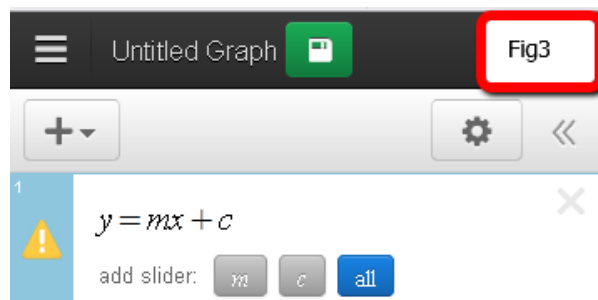 Untitled Graph Fig3
1
y = mx + c
add slider: m c all